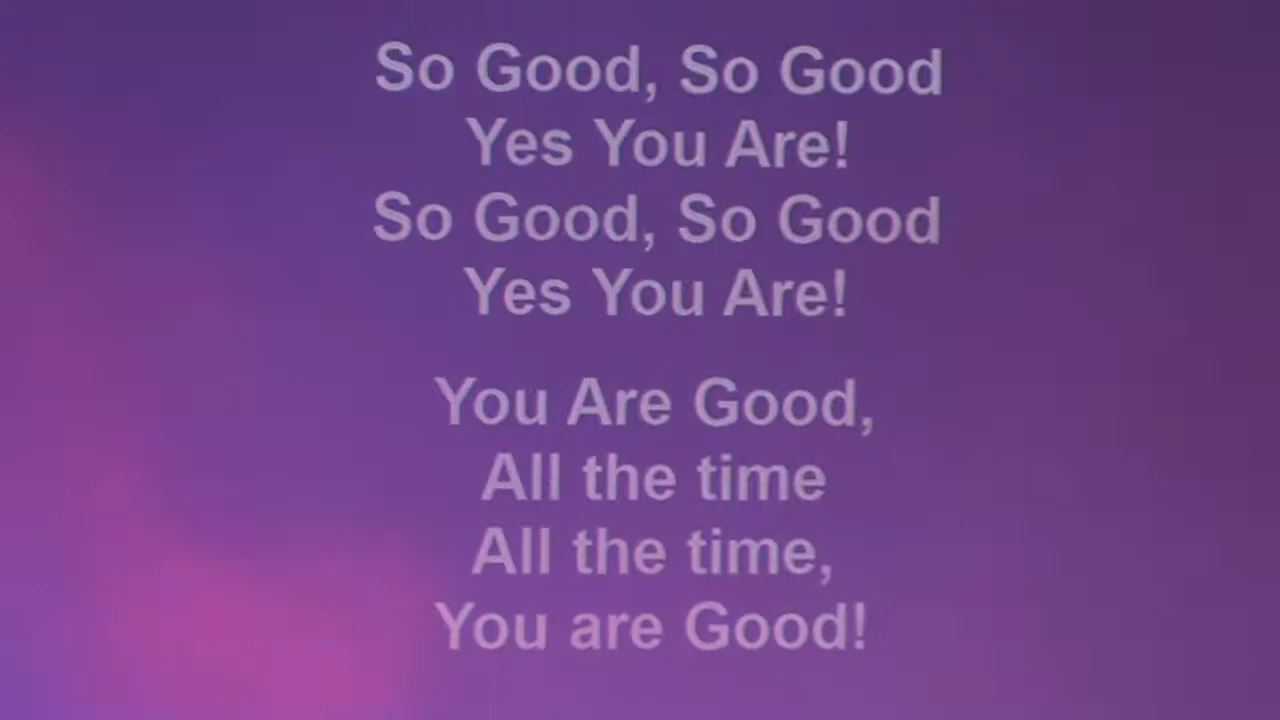 So Good, So Good
Yes You Are!
So Good, So Good
Yes You Are!
You Are Good,
All the time
All the time,
You are Good!